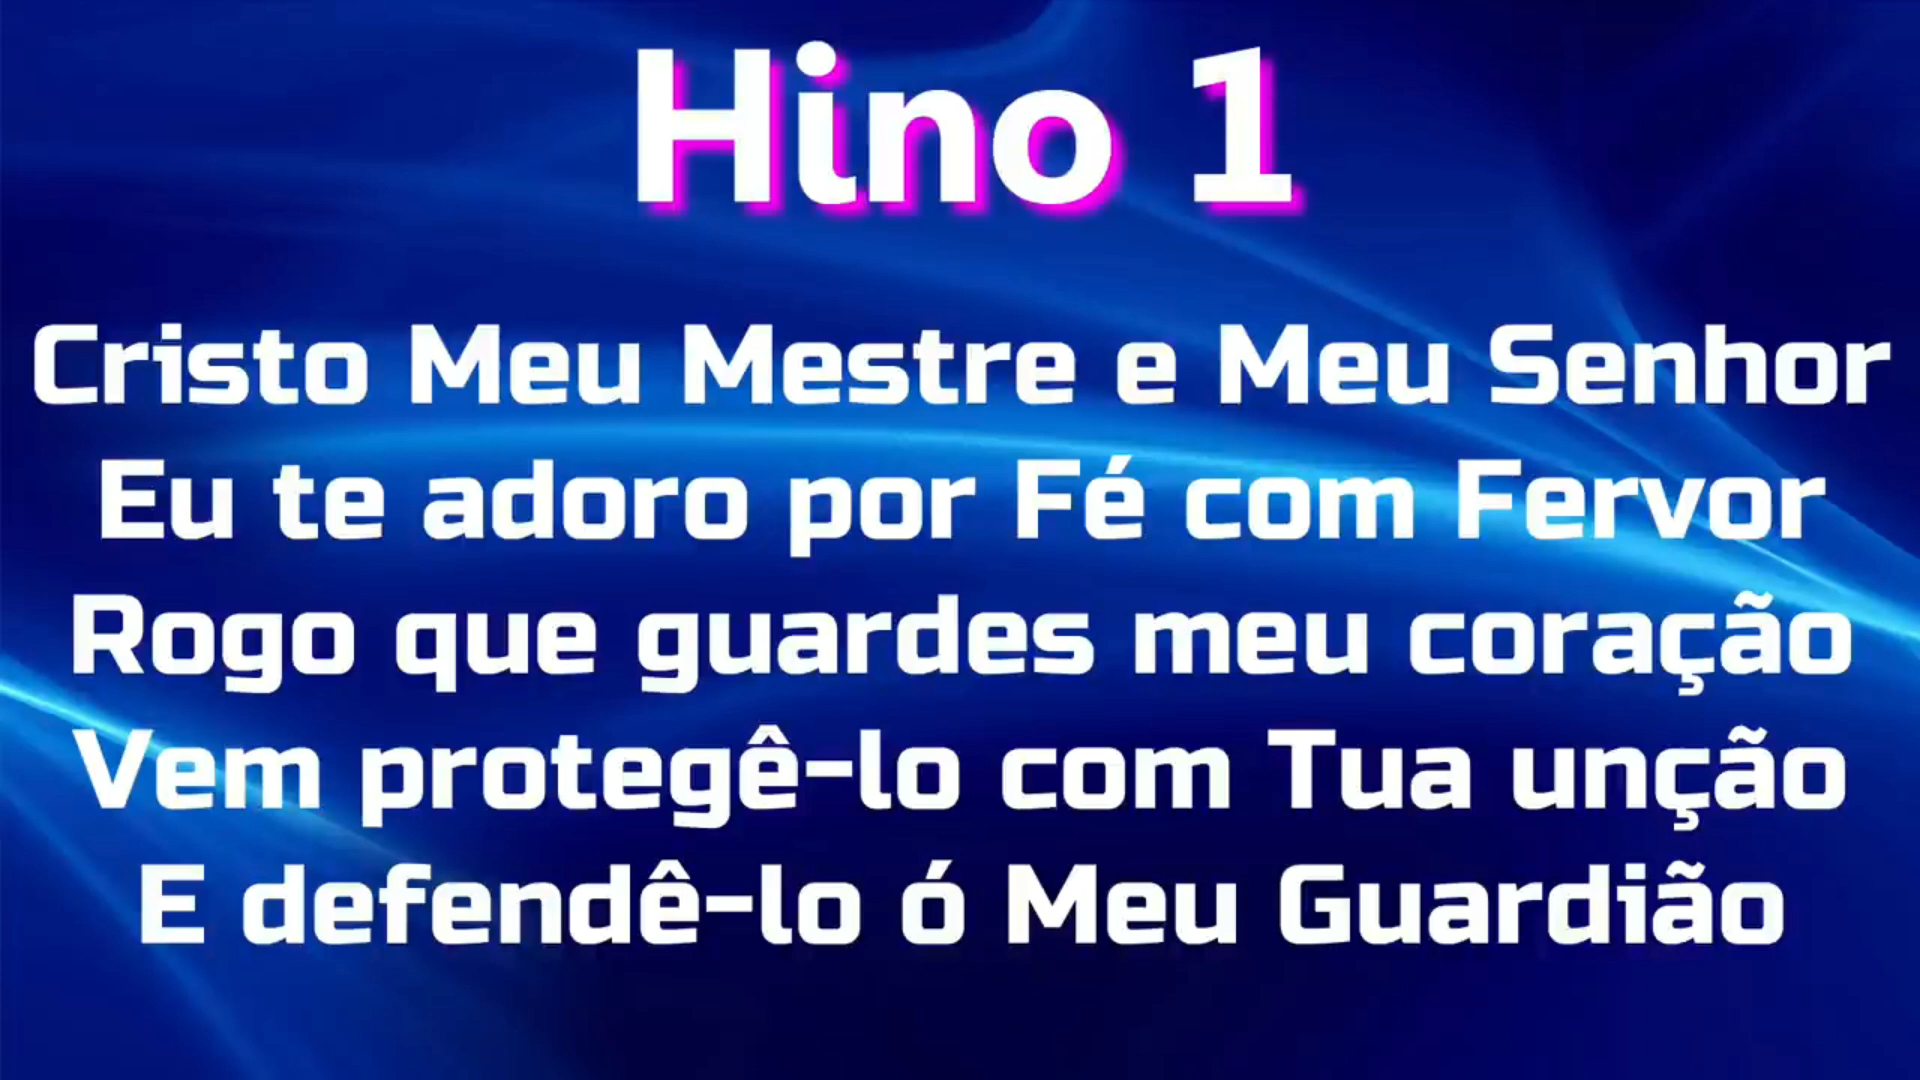 Hino 1
Cristo Meu Mestre e Meu Senhor
Eu te adoro por Fé com Fervor
Rogo que guardes meu coração
Vem protegê-lo com Tua unção
E defendê-lo ó Meu Guardião